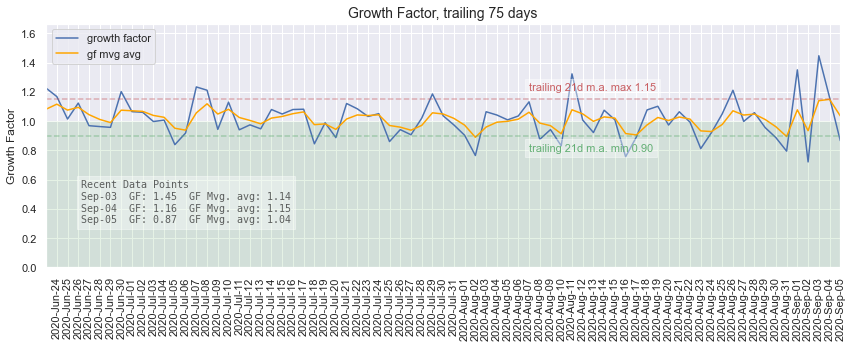 Growth Factor, trailing 75 days
growth factor
gf mvg avg
Growth Factor
1.6
1.4
1.2
1.0
0.8
0.6
0.4
0.2
0.0
trailing 21d m.a. max 1.15
trailing 21d m.a. min 0.90
Recent Data Points
Sep-03 GF: 1.45 GF Mvg. avg: 1.14
Sep-04 GF: 1.16 GF Mvg. avg: 1.15
Sep-05 GF: 0.87 GF Mvg. avg: 1.04
2020-Jun-24
2020-Jun-25
2020-Jun-26
2020-Jun-27
2020-Jun-28
2020-Jun-29
2020-Jun-30
2020-Jul-01
2020-Jul-02
2020-Jul-03
2020-Jul-04
2020-Jul-05
2020-Jul-06
2020-Jul-07
2020-Jul-08
2020-Jul-09
2020-Jul-10
2020-Jul-11
2020-Jul-12
2020-Jul-13
2020-Jul-14
2020-Jul-15
2020-Jul-16
2020-Jul-17
2020-Jul-18
2020-Jul-19
2020-Jul-20
2020-Jul-21
2020-Jul-22
2020-Jul-23
2020-Jul-24
2020-Jul-25
2020-Jul-26
2020-Jul-27
2020-Jul-28
2020-Jul-29
2020-Jul-30
2020-Jul-31
2020-Aug-01
2020-Aug-02
2020-Aug-03
2020-Aug-04
2020-Aug-05
2020-Aug-06
2020-Aug-07
2020-Aug-08
2020-Aug-09
2020-Aug-10
2020-Aug-11
2020-Aug-12
2020-Aug-13
2020-Aug-14
2020-Aug-15
2020-Aug-16
2020-Aug-17
2020-Aug-18
2020-Aug-19
2020-Aug-20
2020-Aug-21
2020-Aug-22
2020-Aug-23
2020-Aug-24
2020-Aug-25
2020-Aug-26
2020-Aug-27
2020-Aug-28
2020-Aug-29
2020-Aug-30
2020-Aug-31
2020-Sep-01
2020-Sep-02
2020-Sep-03
2020-Sep-04
2020-Sep-05